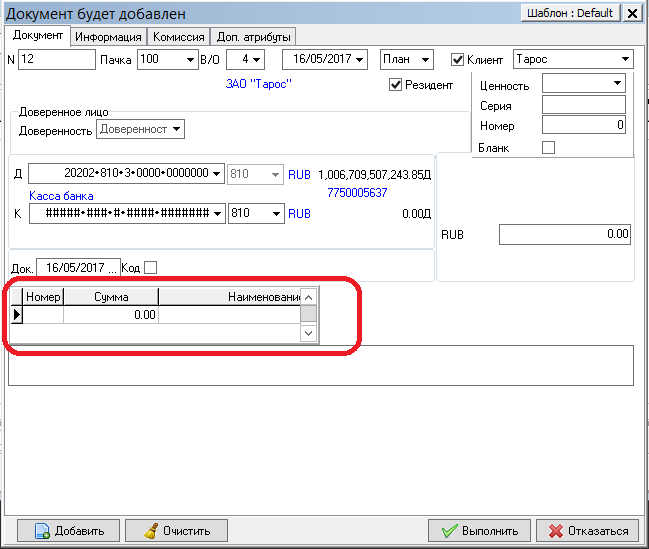 Документ будет добавлен Шаблон : Default
Документ Информация Комиссия Доп. атрибуты
N 12 Пачка 100 В/О 4 16/05/2017 План Клиент Тарос
ЗАО "Тарос" Резидент Ценность
Серия
Доверенное лицо
Доверенность Доверенност Номер 0
Бланк
Д 20202•810•3•0000•0000000 810 RUB 1,006,709,507,243.85Д
Касса банка 7750005637
К #####•###•#•####•####### 810 RUB 0.00Д
RUB 0.00
Док. 16/05/2017 ... Код
Номер Сумма Наименование
0.00
Добавить Очистить Выполнить Отказаться